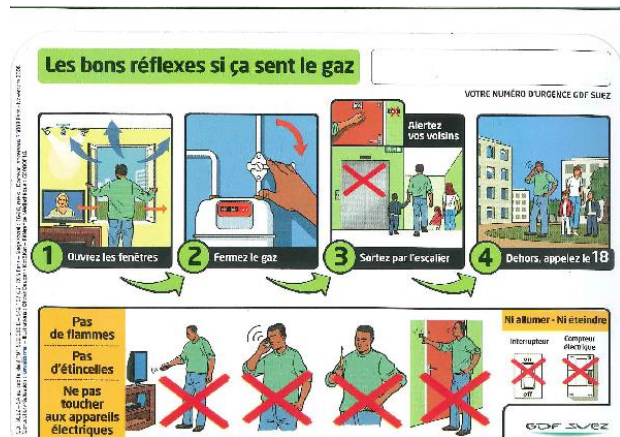 Les bons réflexes si ça sent le gaz
VOTRE NUMÉRO D'URGENCE GDF SUEZ
Alertez
vos voisins
1 Ouvrez les fenêtres
2 Fermez le gaz
3 Sortez par l'escalier
4 Dehors, appelez le 18
Pas
de flammes
Pas
d'étincelles
Ne pas
toucher
aux appareils
électriques
Ni allumer - Ni éteindre
Interrupteur
off
Compteur
électrique
GDF SUEZ